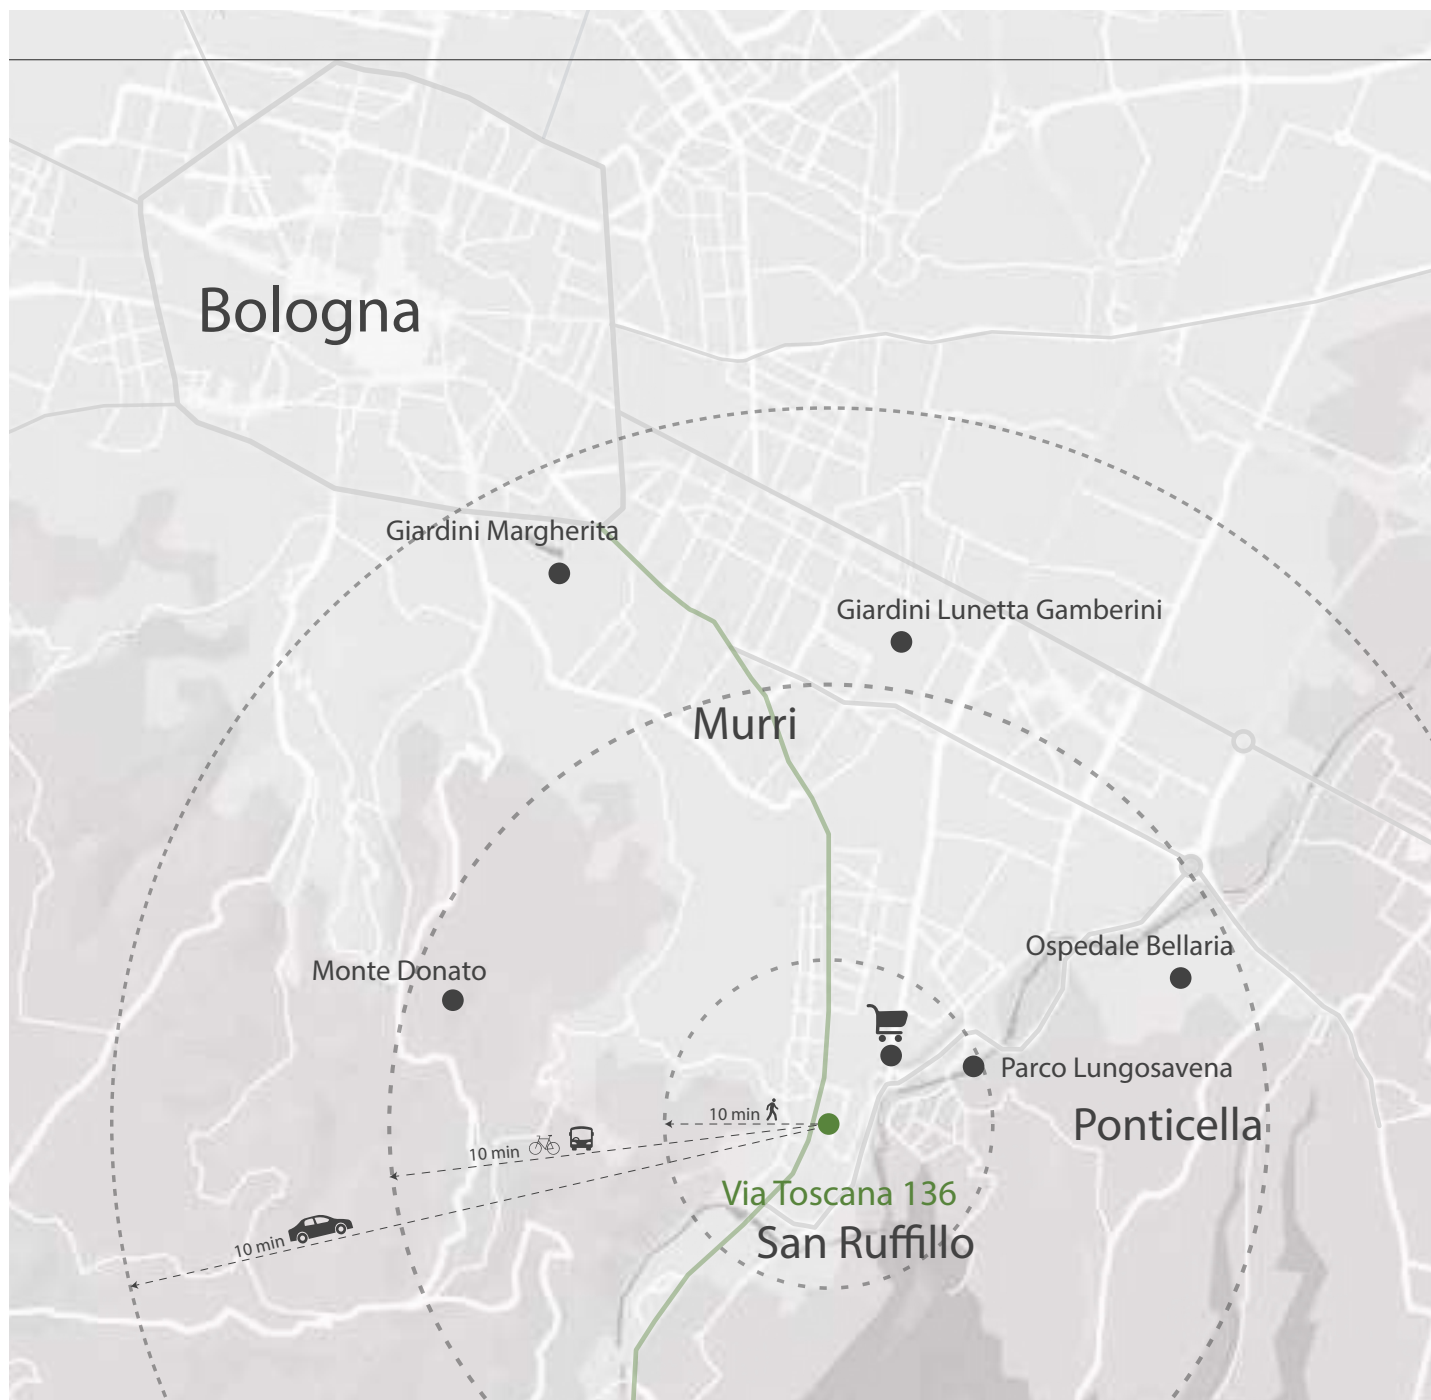 Bologna
Giardini Margherita
Giardini Lunetta Gamberini
Murri
Ospedale Bellaria
Monte Donato
Parco Lungosavena
10 min
Ponticella
10 min
Via Toscana 136
10 min
San Ruffillo